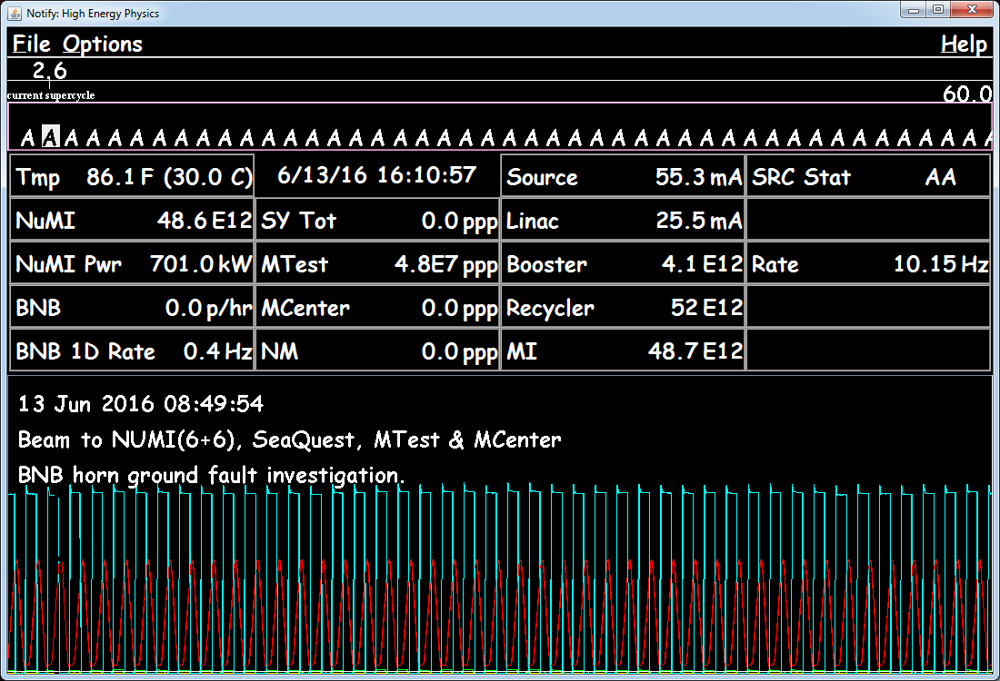 Notify: High Energy Physics
File Options Help
2.6
current supercycle 60.0
A A A A A A A A A A A A A A A A A A A A A A A A A A A A A A A A A A A A A A A A A A A A A
Tmp 86.1 F (30.0 C) 6/13/16 16:10:57 Source 55.3 mA SRC Stat AA
NuMI 48.6 E12 SY Tot 0.0 ppp Linac 25.5 mA
NuMI Pwr 701.0 kW MTest 4.8E7 ppp Booster 4.1 E12 Rate 10.15 Hz
BNB 0.0 p/hr MCenter 0.0 ppp Recycler 52 E12
BNB 1D Rate 0.4 Hz NM 0.0 ppp MI 48.7 E12
13 Jun 2016 08:49:54
Beam to NUMI(6+6), SeaQuest, MTest & MCenter
BNB horn ground fault investigation.